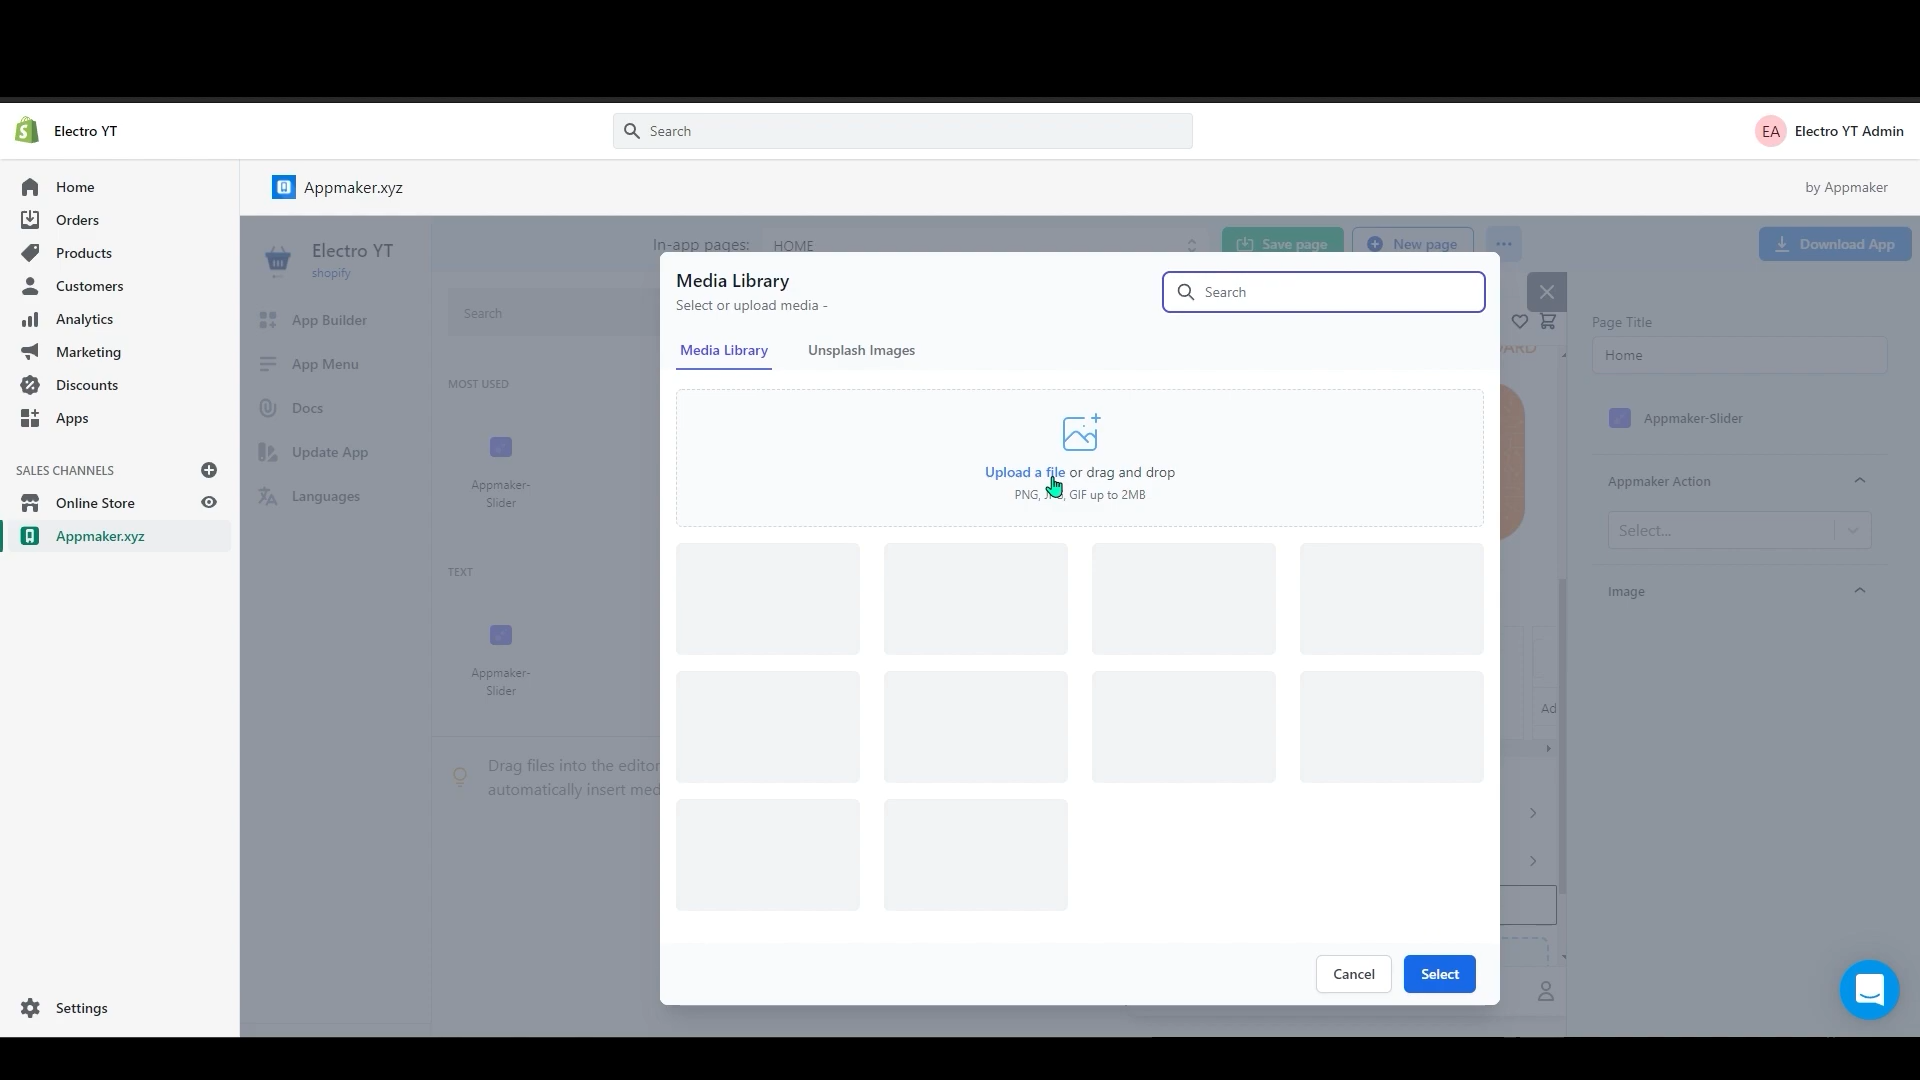 Electro YT
Search
EA
Electro YT Admin
Home
Orders
Products
Customers
Analytics
Marketing
Discounts
Apps
SALES CHANNELS
Online Store
Appmaker.xyz
Settings
Appmaker.xyz
by Appmaker
Electro YT
shopify
App Builder
App Menu
Docs
Update App
Languages
In-app pages:
HOME
Save page
New page
Download App
Search
MOST USED
Appmaker-
Slider
TEXT
Appmaker-
Slider
Drag files into the editor
automatically insert med
Media Library
Select or upload media -
Search
Media Library
Unsplash Images
Upload a file or drag and drop
PNG, JPG, GIF up to 2MB
Cancel
Select
Ad
Page Title
Home
Appmaker-Slider
Appmaker Action
Select...
Image